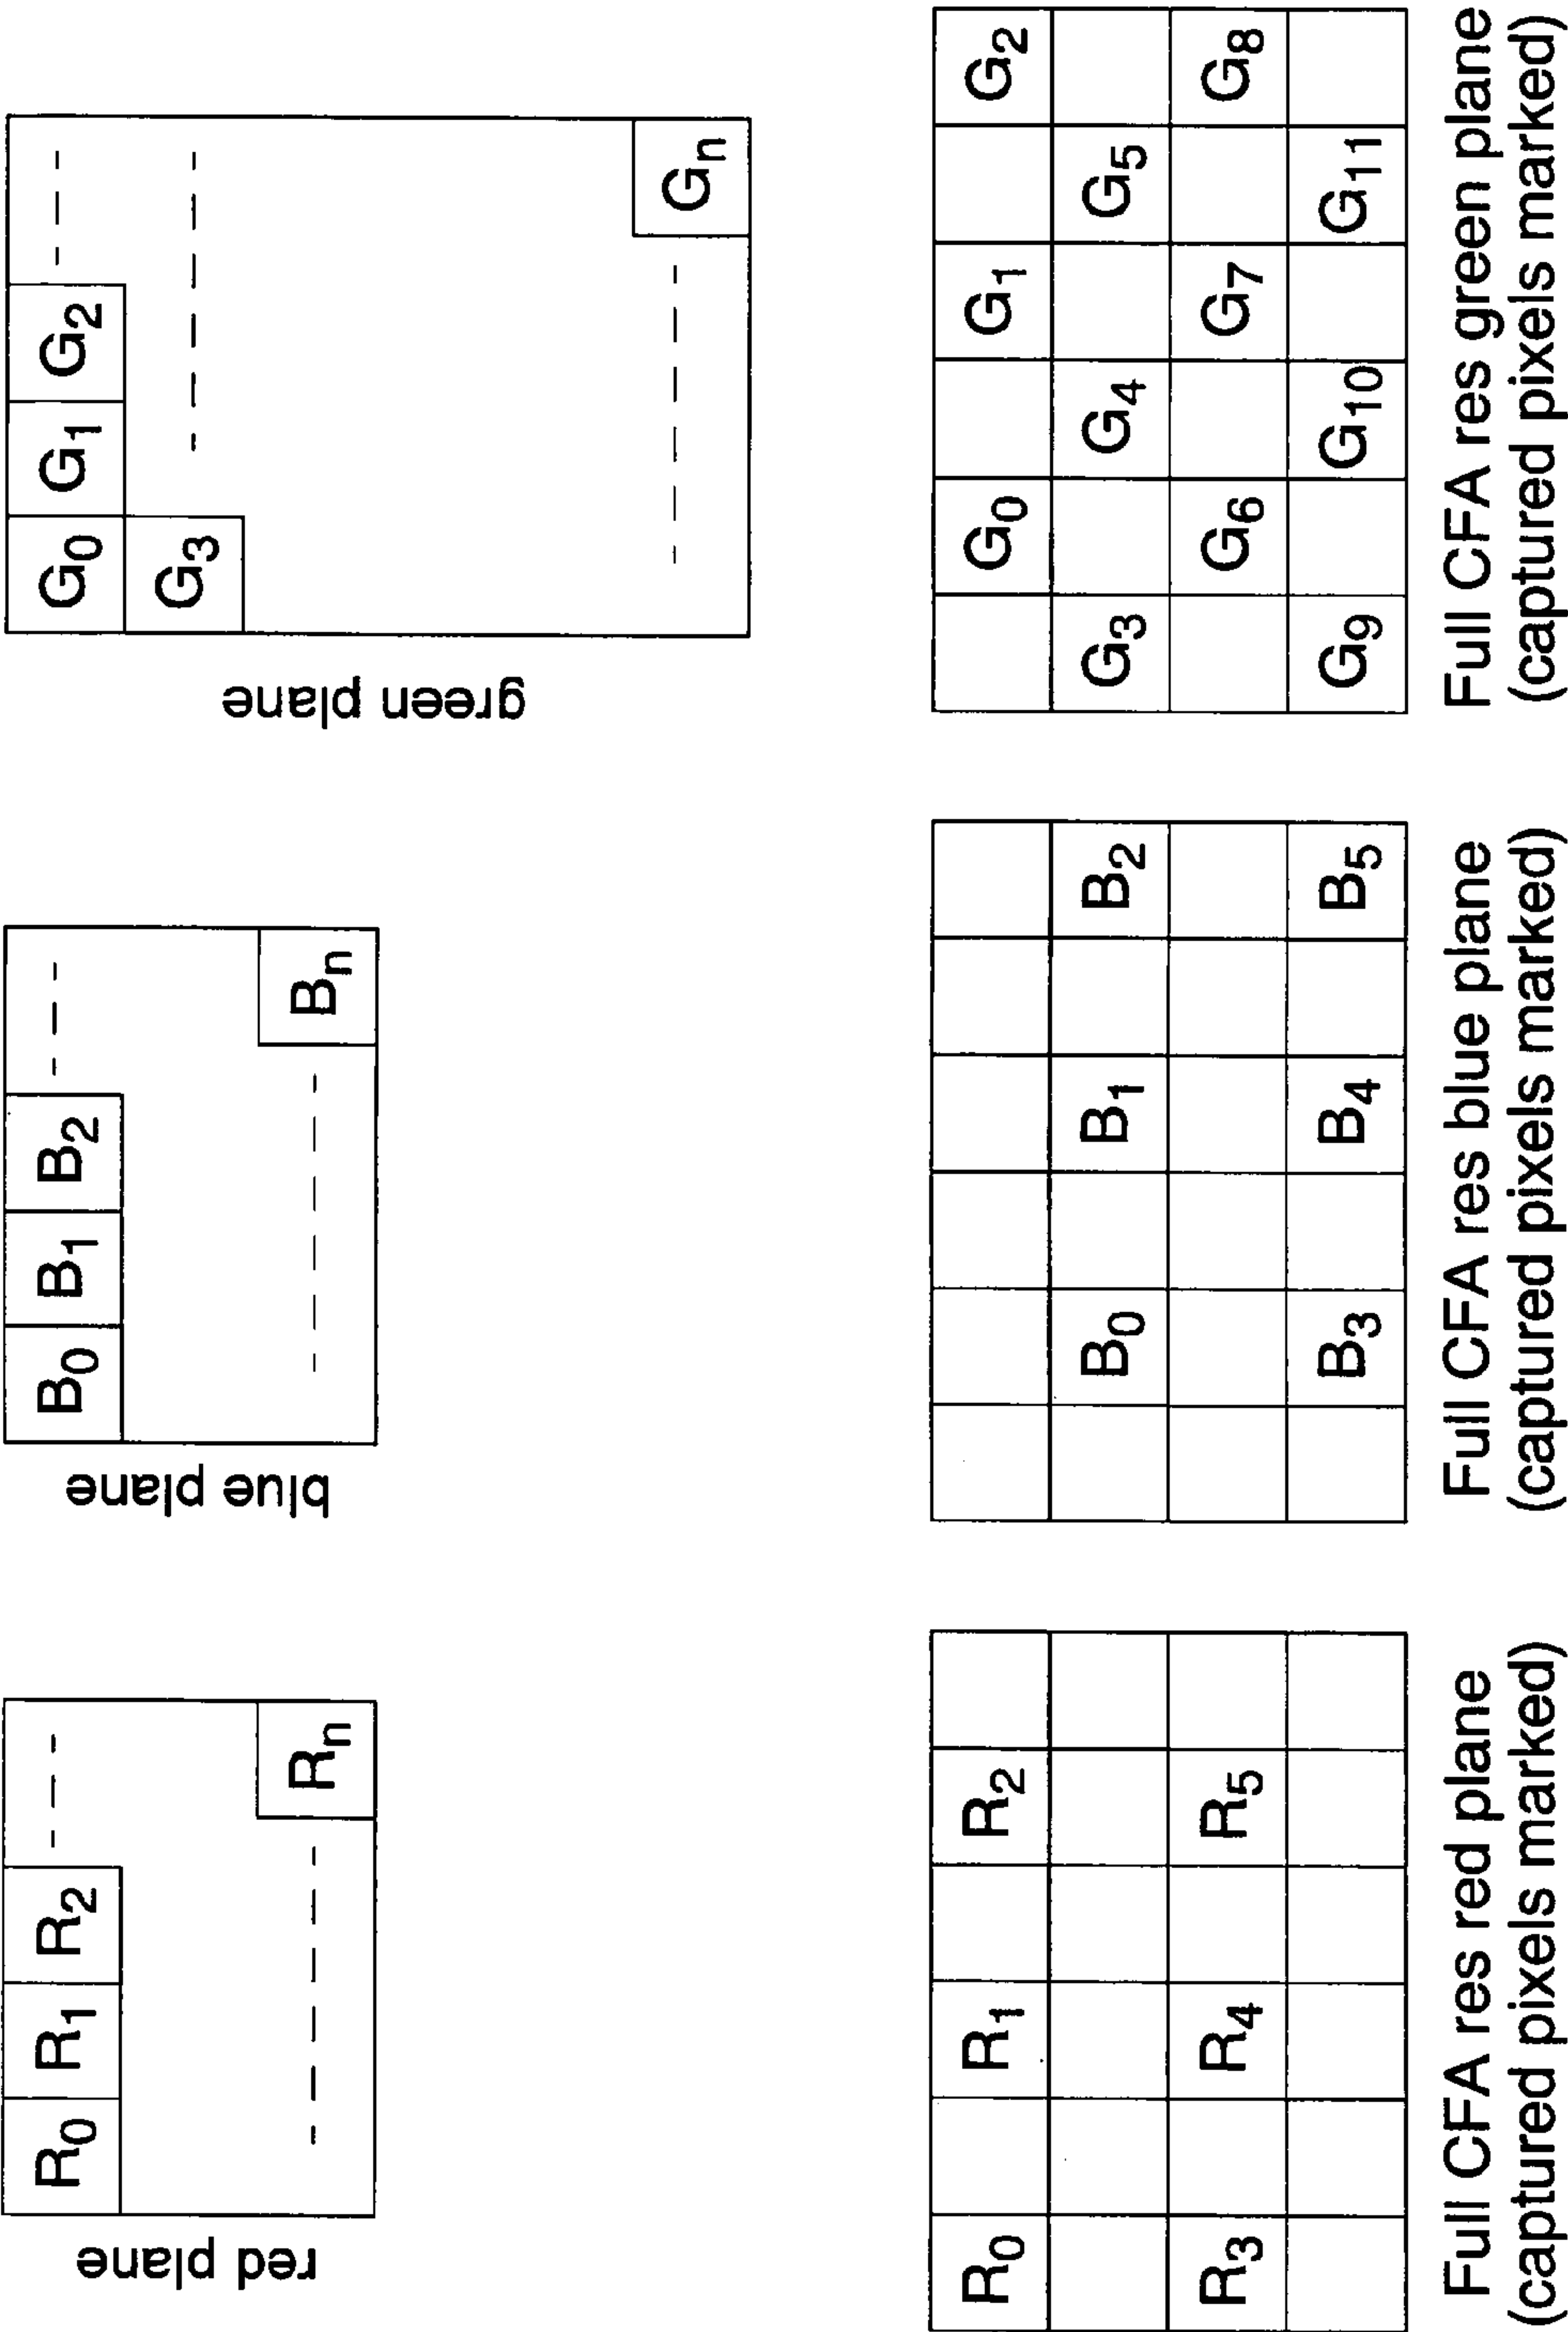 red plane
R0 R1 R2
Rn
blue plane
B0 B1 B2
Bn
green plane
G0 G1 G2
G3
Gn
R0 R1 R2
R3 R4 R5
Full CFA res red plane
(captured pixels marked)
B0 B1 B2
B3 B4 B5
Full CFA res blue plane
(captured pixels marked)
G0 G1 G2
G3 G4 G5
G6 G7 G8
G9 G10 G11
Full CFA res green plane
(captured pixels marked)